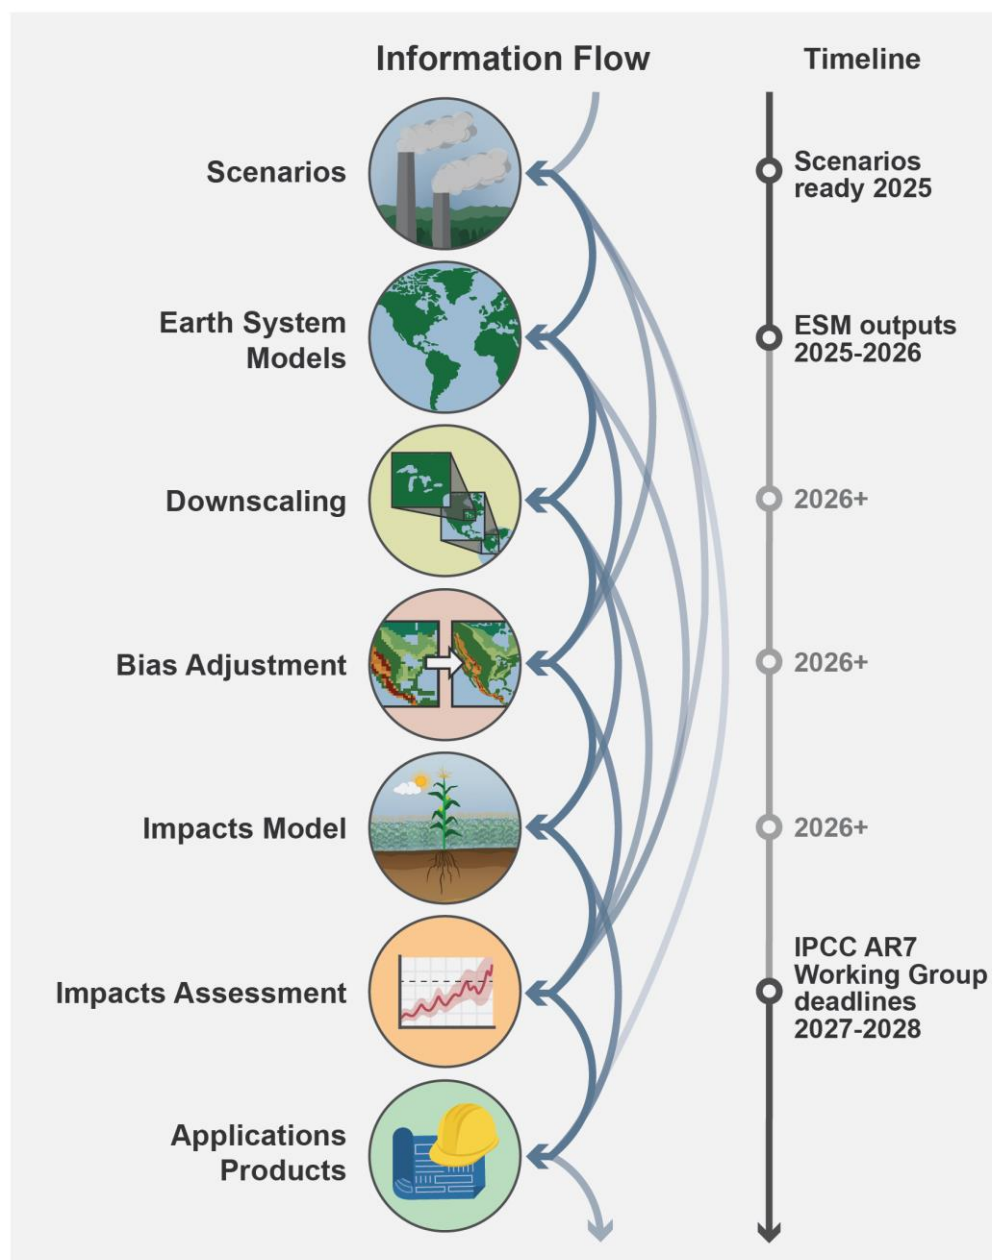 Information Flow
Timeline
Scenarios
Scenarios
ready 2025
Earth System
Models
ESM outputs
2025-2026
Downscaling
2026+
Bias Adjustment
2026+
Impacts Model
2026+
Impacts Assessment
IPCC AR7
Working Group
deadlines
2027-2028
Applications
Products